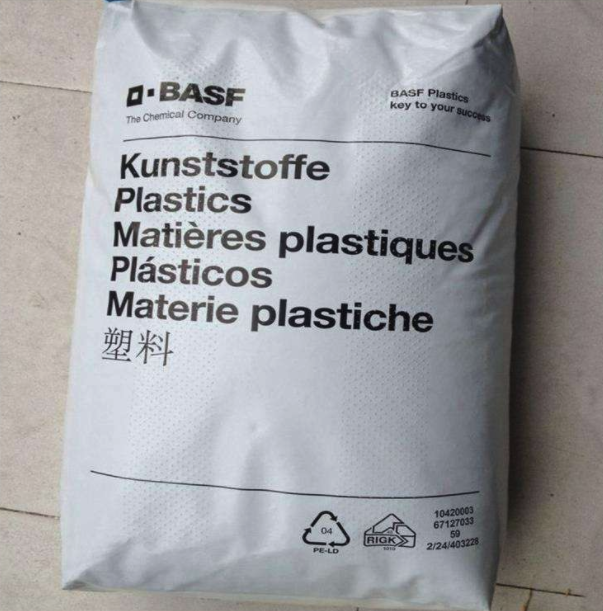 BASF
The Chemical Company
BASF Plastics
key to your success
Kunststoffe
Plastics
Matières plastiques
Plásticos
Materie plastiche
塑料
04
PE-LD
RIGK
1010
10420003
67127033
59
2/24/403228